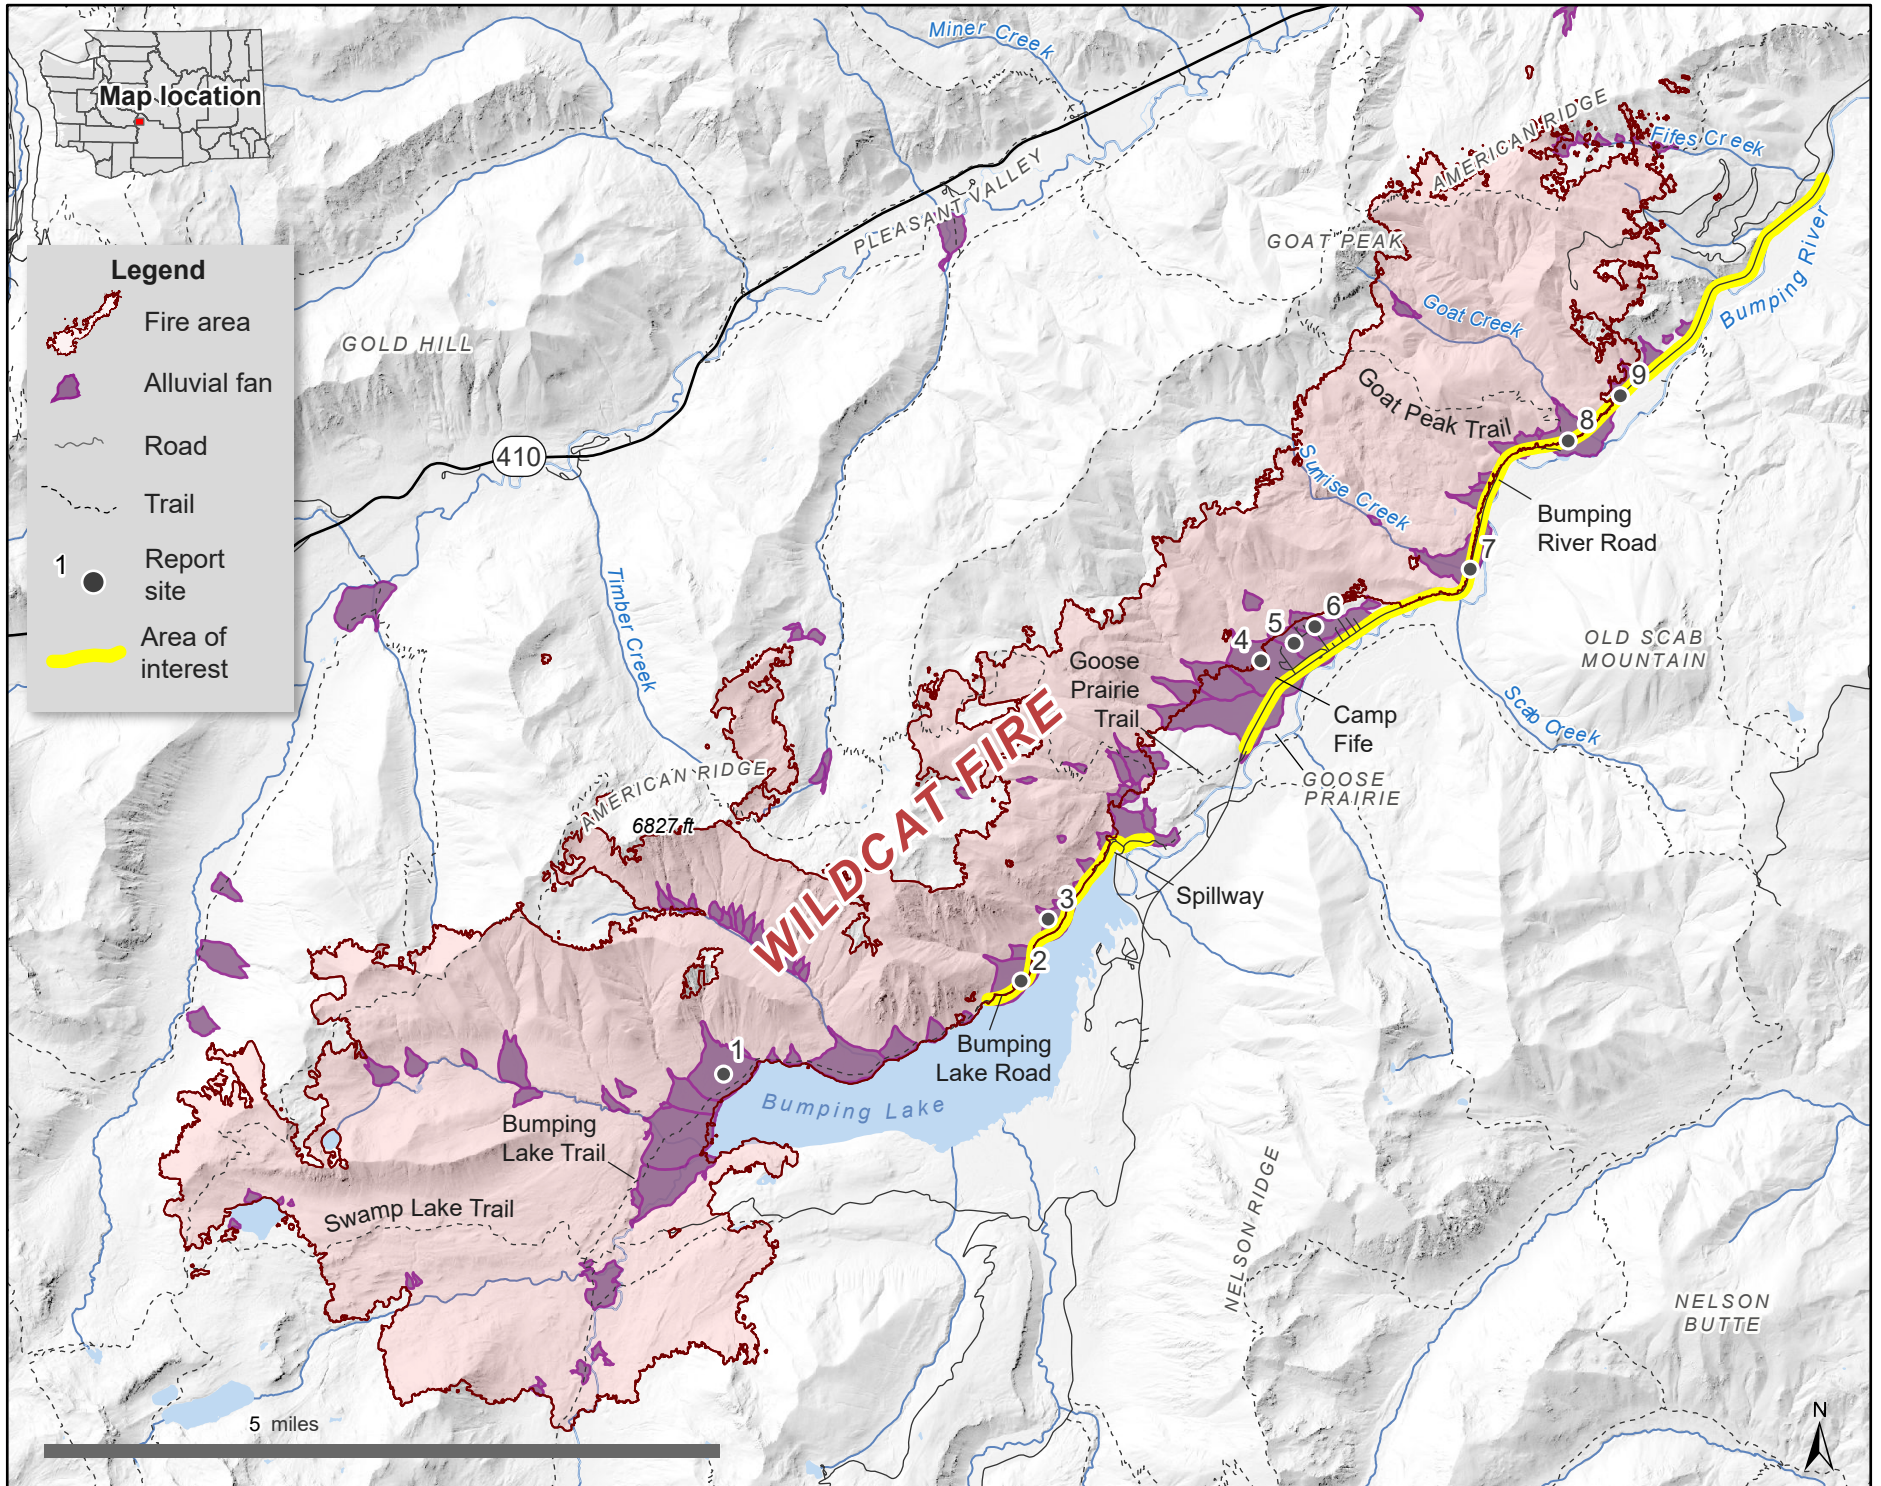 Miner Creek
Map location
AMERICAN RIDGE
Fifes Creek
PLEASANT VALLEY
GOAT PEAK
Bumping River
Legend
Fire area
Alluvial fan
Road
Trail
1
Report
site
Area of
interest
GOLD HILL
Goat Creek
Goat Peak Trail
9
8
410
Sunrise Creek
Bumping
River Road
7
Timber Creek
6
5
4
Goose
Prairie
Trail
OLD SCAB
MOUNTAIN
Scab Creek
Camp
Fife
GOOSE
PRAIRIE
WILDCAT FIRE
AMERICAN RIDGE
6827 ft
Spillway
3
2
1
Bumping
Lake Road
Bumping Lake
Bumping
Lake Trail
Swamp Lake Trail
NELSON RIDGE
NELSON
BUTTE
5 miles
N